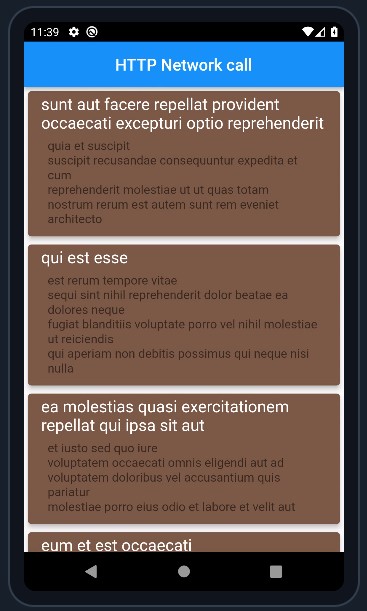 11:39
HTTP Network call
sunt aut facere repellat provident
occaecati excepturi optio reprehenderit
quia et suscipit
suscipit recusandae consequuntur expedita et
cum
reprehenderit molestiae ut ut quas totam
nostrum rerum est autem sunt rem eveniet
architecto
qui est esse
est rerum tempore vitae
sequi sint nihil reprehenderit dolor beatae ea
dolores neque
fugiat blanditiis voluptate porro vel nihil molestiae
ut reiciendis
qui aperiam non debitis possimus qui neque nisi
nulla
ea molestias quasi exercitationem
repellat qui ipsa sit aut
et iusto sed quo iure
voluptatem occaecati omnis eligendi aut ad
voluptatem doloribus vel accusantium quis
pariatur
molestiae porro eius odio et labore et velit aut
eum et est occaecati